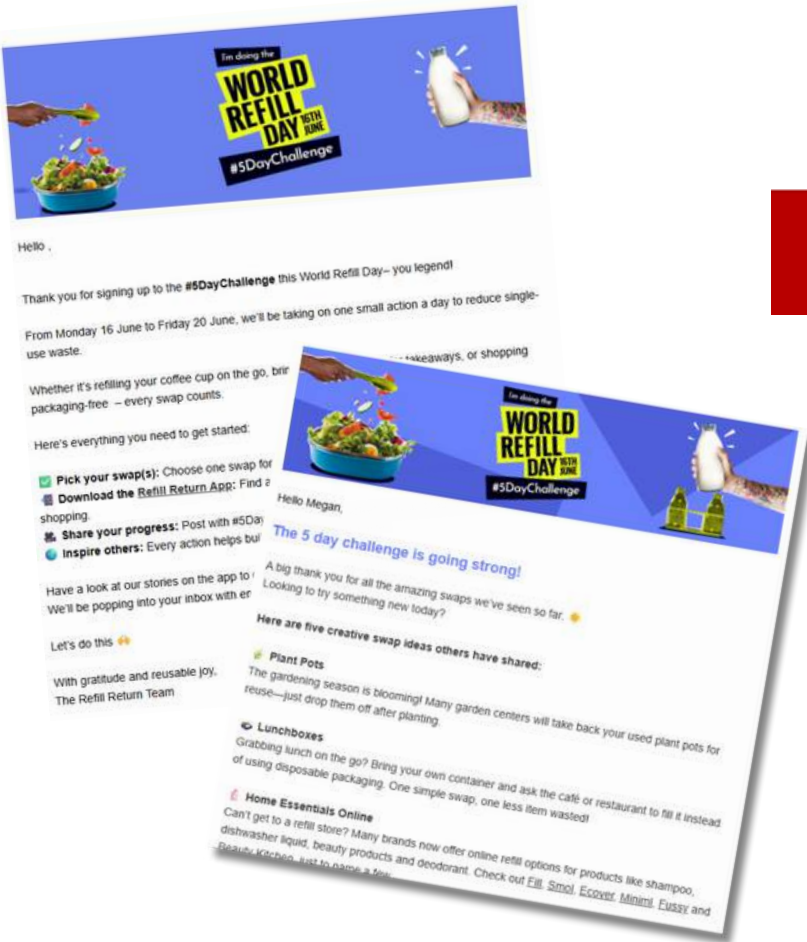 I'm doing the
WORLD
REFILL
DAY 16TH
JUNE
#5DayChallenge
Hello ,
Thank you for signing up to the #5DayChallenge this World Refill Day– you legend!
From Monday 16 June to Friday 20 June, we'll be taking on one small action a day to reduce single-
use waste.
Whether it's refilling your coffee cup on the go, takeaways, or shopping
packaging-free – every swap counts.
Here's everything you need to get started:
✅ Pick your swap(s): Choose one swap for
Download the Refill Return App: Find a
shopping.
Share your progress: Post with #5Day
Inspire others: Every action helps
Have a look at our stories on the app to
We'll be popping into your inbox with
Let's do this
With gratitude and reusable joy,
The Refill Return Team
I'm doing the
WORLD
REFILL
DAY 16TH
JUNE
#5DayChallenge
Hello Megan,
The 5 day challenge is going strong!
A big thank you for all the amazing swaps we've seen so far.
Looking to try something new today?
Here are five creative swap ideas others have shared:
Plant Pots
The gardening season is blooming! Many garden centers will take back your used plant pots for
reuse—just drop them off after planting.
Lunchboxes
Grabbing lunch on the go? Bring your own container and ask the café or restaurant to fill it instead
of using disposable packaging. One simple swap, one less item wasted!
Home Essentials Online
Can't get to a refill store? Many brands now offer online refill options for products like shampoo,
dishwasher liquid, beauty products and deodorant. Check out Fill, Smol, Ecover, Miniml, Fussy and
Beauty Kitchen, just to name a few.